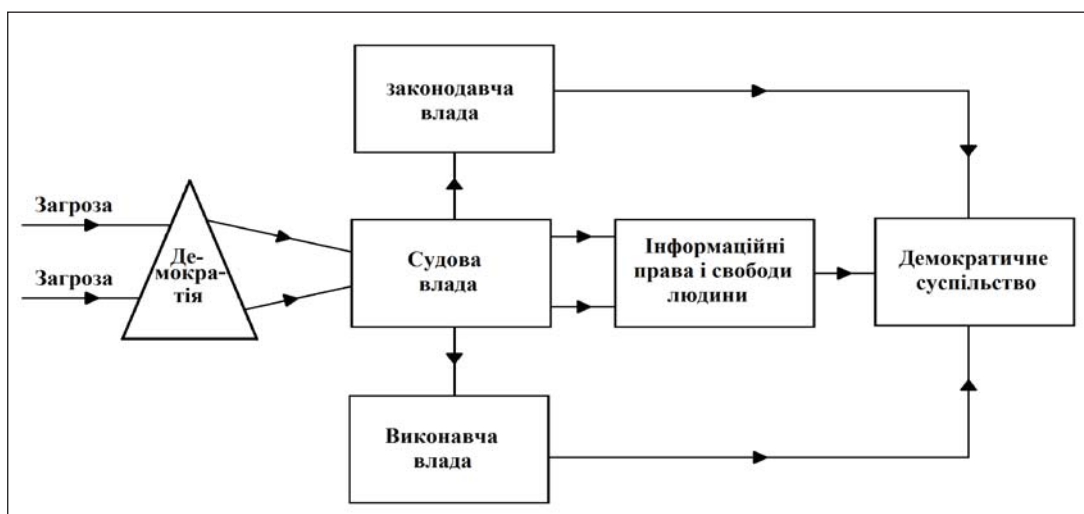 законодавча
влада
Загроза
Загроза
Де-
мокра-
тія
Судова
влада
Інформаційні
права і свободи
людини
Демократичне
суспільство
Виконавча
влада